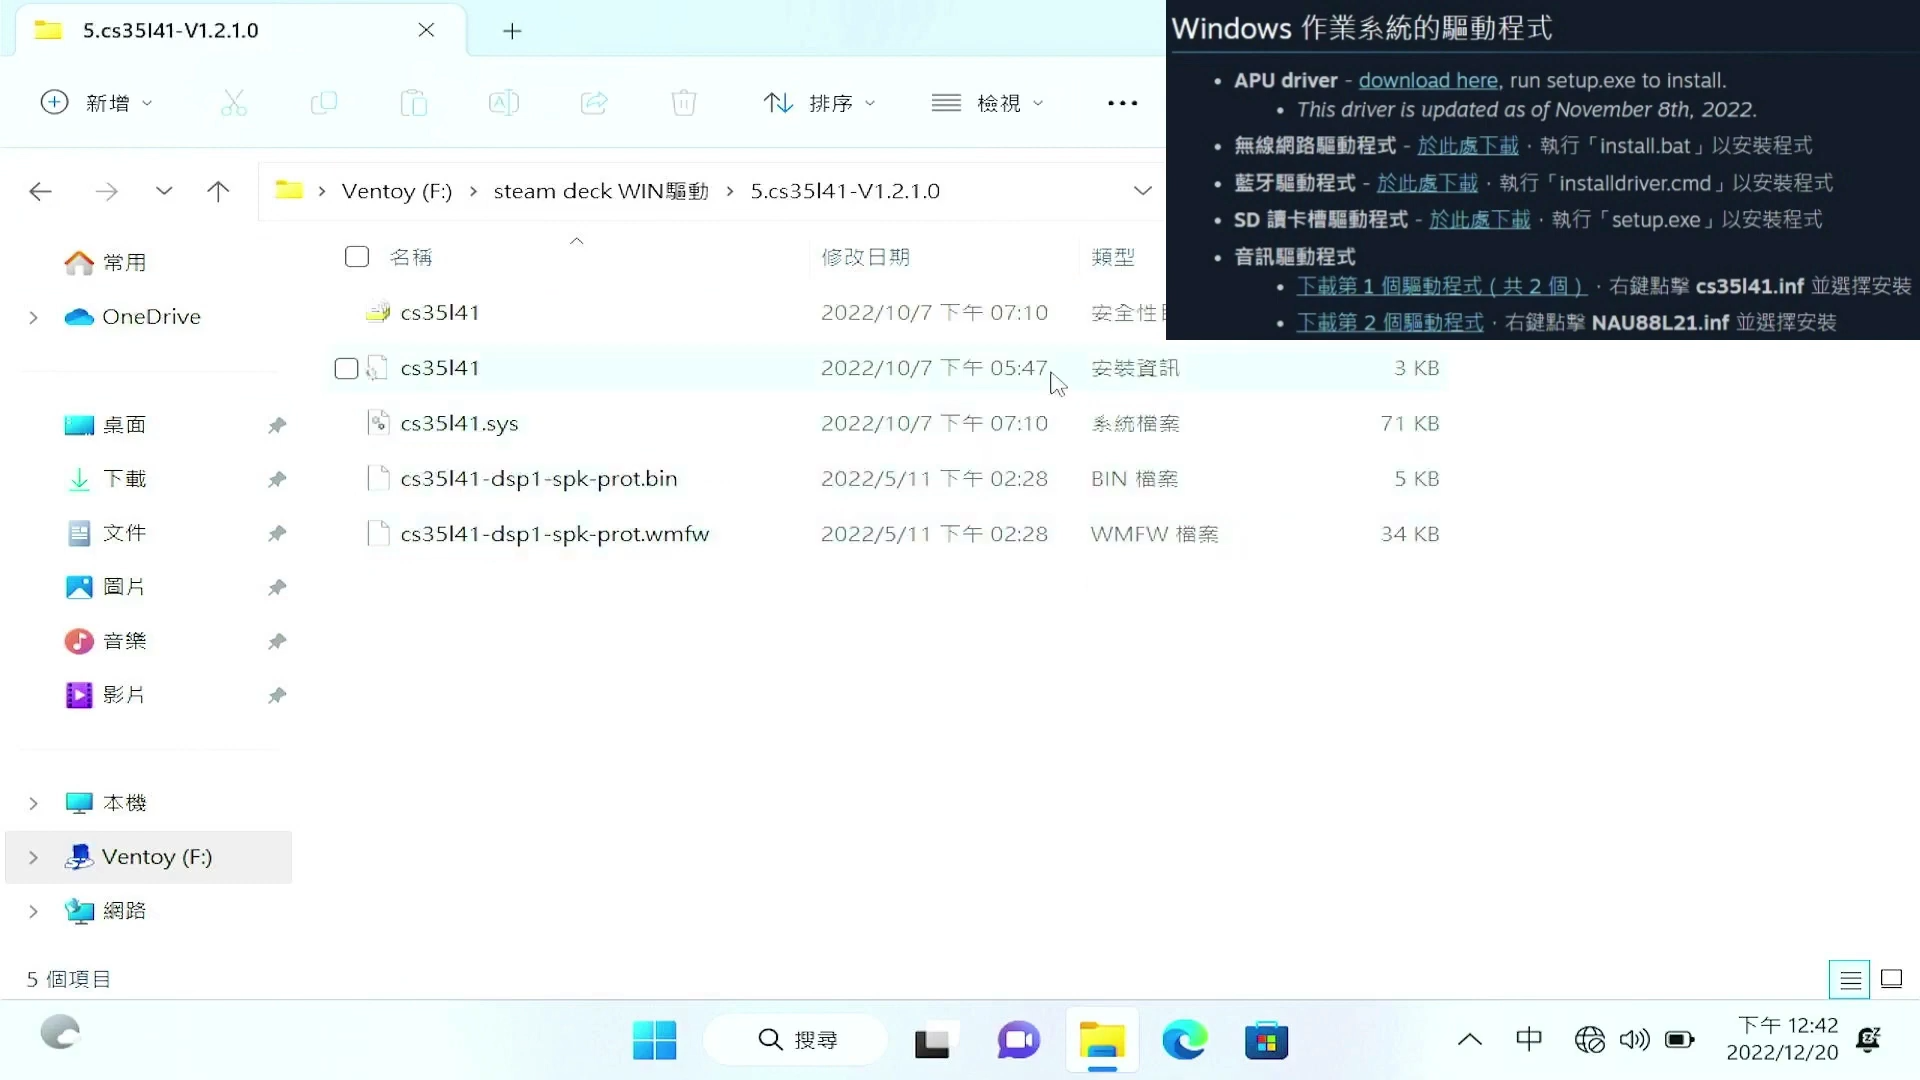 5.cs35l41-V1.2.1.0
新增
排序
檢視
Ventoy (F:) > steam deck WIN驅動 > 5.cs35l41-V1.2.1.0
Windows 作業系統的驅動程式
• APU driver - download here, run setup.exe to install.
• This driver is updated as of November 8th, 2022.
• 無線網路驅動程式 - 於此處下載，執行「install.bat」以安裝程式
• 藍牙驅動程式 - 於此處下載，執行「installdriver.cmd」以安裝程式
• SD 讀卡槽驅動程式 - 於此處下載，執行「setup.exe」以安裝程式
• 音訊驅動程式
• 下載第 1 個驅動程式 ( 共 2 個 )，右鍵點擊 cs35l41.inf 並選擇安裝
• 下載第 2 個驅動程式，右鍵點擊 NAU88L21.inf 並選擇安裝
常用
OneDrive
桌面
下載
文件
圖片
音樂
影片
本機
Ventoy (F:)
網路
名稱 修改日期 類型
cs35l41 2022/10/7 下午 07:10 安全性
cs35l41 2022/10/7 下午 05:47 安裝資訊 3 KB
cs35l41.sys 2022/10/7 下午 07:10 系統檔案 71 KB
cs35l41-dsp1-spk-prot.bin 2022/5/11 下午 02:28 BIN 檔案 5 KB
cs35l41-dsp1-spk-prot.wmfw 2022/5/11 下午 02:28 WMFW 檔案 34 KB
5 個項目
搜尋
中
下午 12:42
2022/12/20